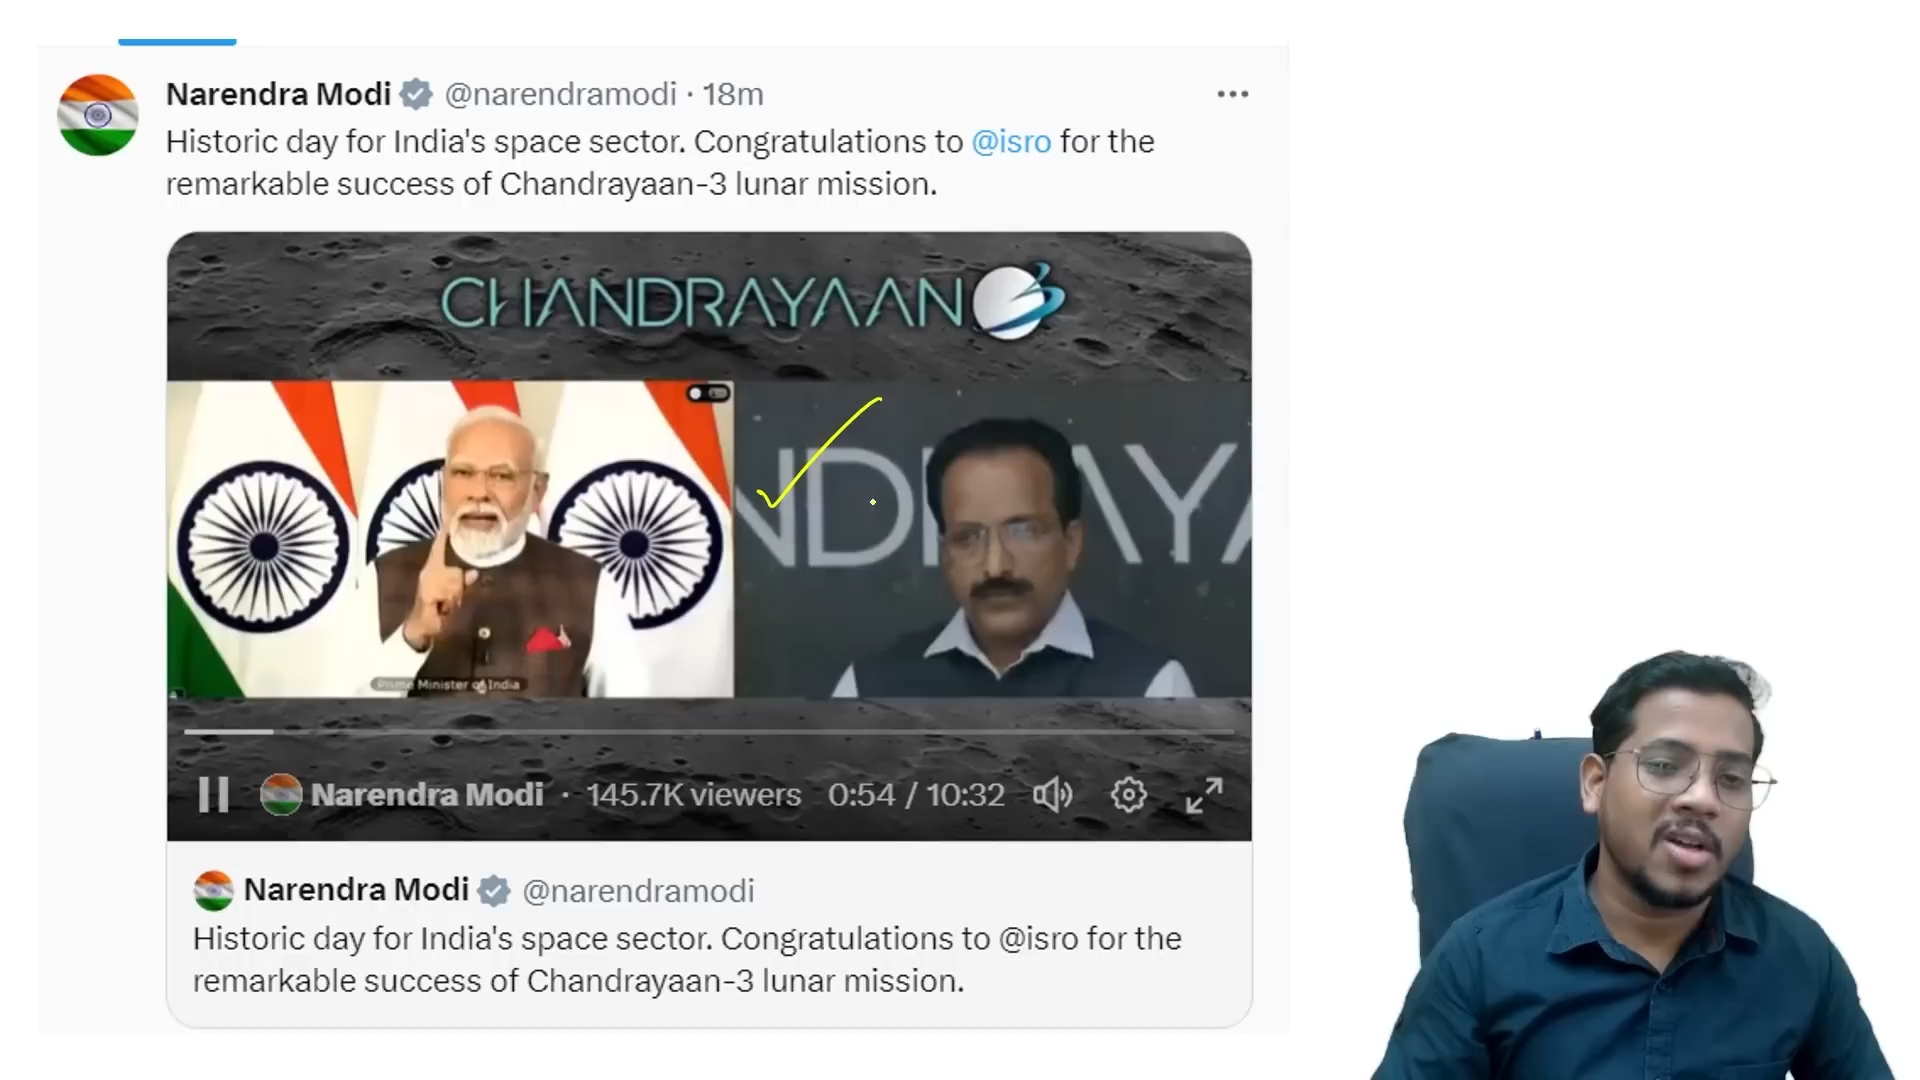 Narendra Modi @narendramodi · 18m
Historic day for India's space sector. Congratulations to @isro for the
remarkable success of Chandrayaan-3 lunar mission.
CHANDRAYAAN 3
NDRAYA
Prime Minister of India
Narendra Modi · 145.7K viewers 0:54 / 10:32
Narendra Modi @narendramodi
Historic day for India's space sector. Congratulations to @isro for the
remarkable success of Chandrayaan-3 lunar mission.